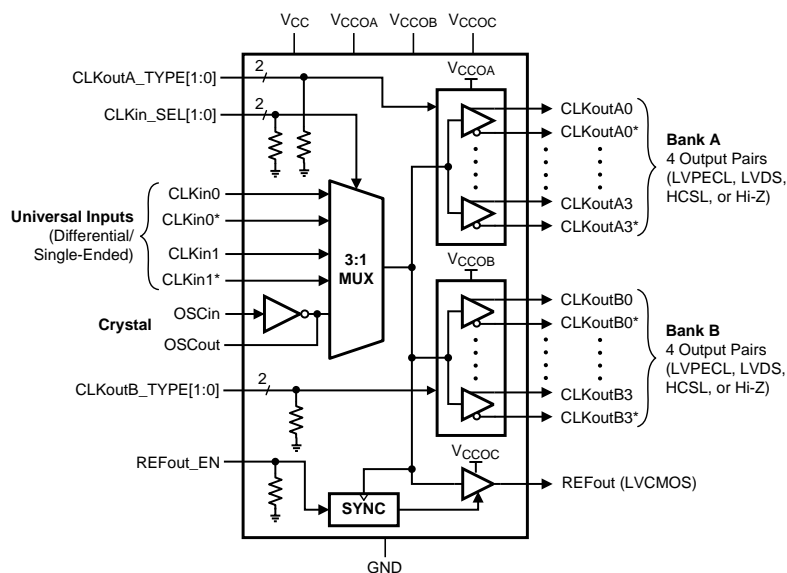 VCC VCCOA VCCOB VCCOC
CLKoutA_TYPE[1:0]
2
CLKin_SEL[1:0]
2
VCCOA
CLKoutA0
CLKoutA0*
CLKoutA3
CLKoutA3*
Bank A
4 Output Pairs
(LVPECL, LVDS,
HCSL, or Hi-Z)
Universal Inputs
(Differential/
Single-Ended)
CLKin0
CLKin0*
CLKin1
CLKin1*
3:1
MUX
Crystal
OSCin
OSCout
VCCOB
CLKoutB0
CLKoutB0*
CLKoutB3
CLKoutB3*
Bank B
4 Output Pairs
(LVPECL, LVDS,
HCSL, or Hi-Z)
CLKoutB_TYPE[1:0]
2
REFout_EN
SYNC
VCCOC
REFout (LVCMOS)
GND